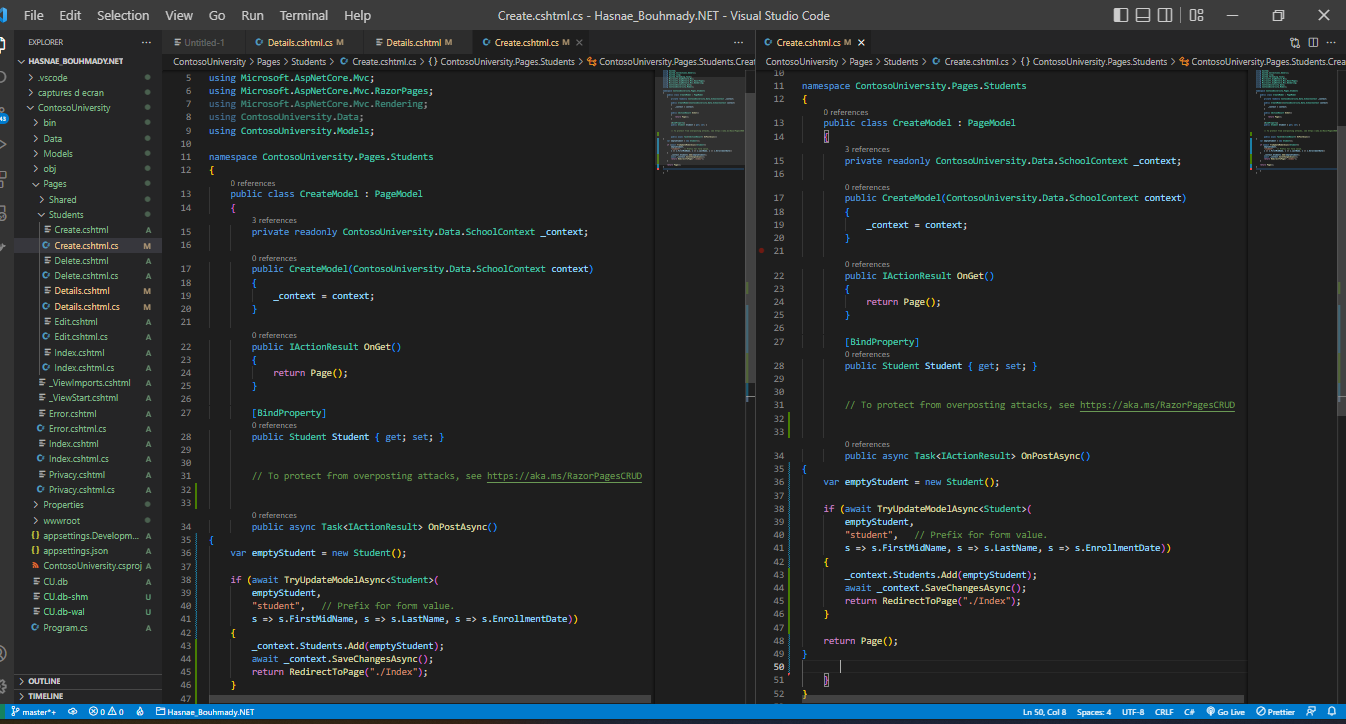 File Edit Selection View Go Run Terminal Help
Create.cshtml.cs - Hasnae_Bouhmady.NET - Visual Studio Code
EXPLORER
HASNAE_BOUHMADY.NET
.vscode
captures d ecran
ContosoUniversity
bin
Data
Models
obj
Pages
Shared
Students
Create.cshtml A
Create.cshtml.cs M
Delete.cshtml A
Delete.cshtml.cs A
Details.cshtml M
Details.cshtml.cs M
Edit.cshtml A
Edit.cshtml.cs A
Index.cshtml A
Index.cshtml.cs A
_ViewImports.cshtml A
_ViewStart.cshtml A
Error.cshtml A
Error.cshtml.cs A
Index.cshtml A
Index.cshtml.cs A
Privacy.cshtml A
Privacy.cshtml.cs A
Properties
wwwroot
{} appsettings.Developm... A
{} appsettings.json A
ContosoUniversity.csproj A
CU.db A
CU.db-shm U
CU.db-wal U
Program.cs A
OUTLINE
TIMELINE
Untitled-1 Details.cshtml.cs M Details.cshtml M Create.cshtml.cs M
ContosoUniversity > Pages > Students > Create.cshtml.cs > {} ContosoUniversity.Pages.Students > ContosoUniversity.Pages.Students.Creat
5 using Microsoft.AspNetCore.Mvc;
6 using Microsoft.AspNetCore.Mvc.RazorPages;
7 using Microsoft.AspNetCore.Mvc.Rendering;
8 using ContosoUniversity.Data;
9 using ContosoUniversity.Models;
10
11 namespace ContosoUniversity.Pages.Students
12 {
0 references
13 public class CreateModel : PageModel
14 {
3 references
15 private readonly ContosoUniversity.Data.SchoolContext _context;
16
0 references
17 public CreateModel(ContosoUniversity.Data.SchoolContext context)
18 {
19 _context = context;
20 }
21
0 references
22 public IActionResult OnGet()
23 {
24 return Page();
25 }
26
27 [BindProperty]
0 references
28 public Student Student { get; set; }
29
30
31 // To protect from overposting attacks, see https://aka.ms/RazorPagesCRUD
32
33
0 references
34 public async Task<IActionResult> OnPostAsync()
35 {
36 var emptyStudent = new Student();
37
38 if (await TryUpdateModelAsync<Student>(
39 emptyStudent,
40 "student", // Prefix for form value.
41 s => s.FirstMidName, s => s.LastName, s => s.EnrollmentDate))
42 {
43 _context.Students.Add(emptyStudent);
44 await _context.SaveChangesAsync();
45 return RedirectToPage("./Index");
46 }
47
Create.cshtml.cs M
ContosoUniversity > Pages > Students > Create.cshtml.cs > {} ContosoUniversity.Pages.Students > ContosoUniversity.Pages.Students.Crea
10
11 namespace ContosoUniversity.Pages.Students
12 {
0 references
13 public class CreateModel : PageModel
14 {
3 references
15 private readonly ContosoUniversity.Data.SchoolContext _context;
16
0 references
17 public CreateModel(ContosoUniversity.Data.SchoolContext context)
18 {
19 _context = context;
20 }
21
0 references
22 public IActionResult OnGet()
23 {
24 return Page();
25 }
26
27 [BindProperty]
0 references
28 public Student Student { get; set; }
29
30
31 // To protect from overposting attacks, see https://aka.ms/RazorPagesCRUD
32
33
0 references
34 public async Task<IActionResult> OnPostAsync()
35 {
36 var emptyStudent = new Student();
37
38 if (await TryUpdateModelAsync<Student>(
39 emptyStudent,
40 "student", // Prefix for form value.
41 s => s.FirstMidName, s => s.LastName, s => s.EnrollmentDate))
42 {
43 _context.Students.Add(emptyStudent);
44 await _context.SaveChangesAsync();
45 return RedirectToPage("./Index");
46 }
47
48 return Page();
49 }
50
51 }
52 }
master*+ 0 0 Hasnae_Bouhmady.NET Ln 50, Col 8 Spaces: 4 UTF-8 CRLF C# Go Live Prettier